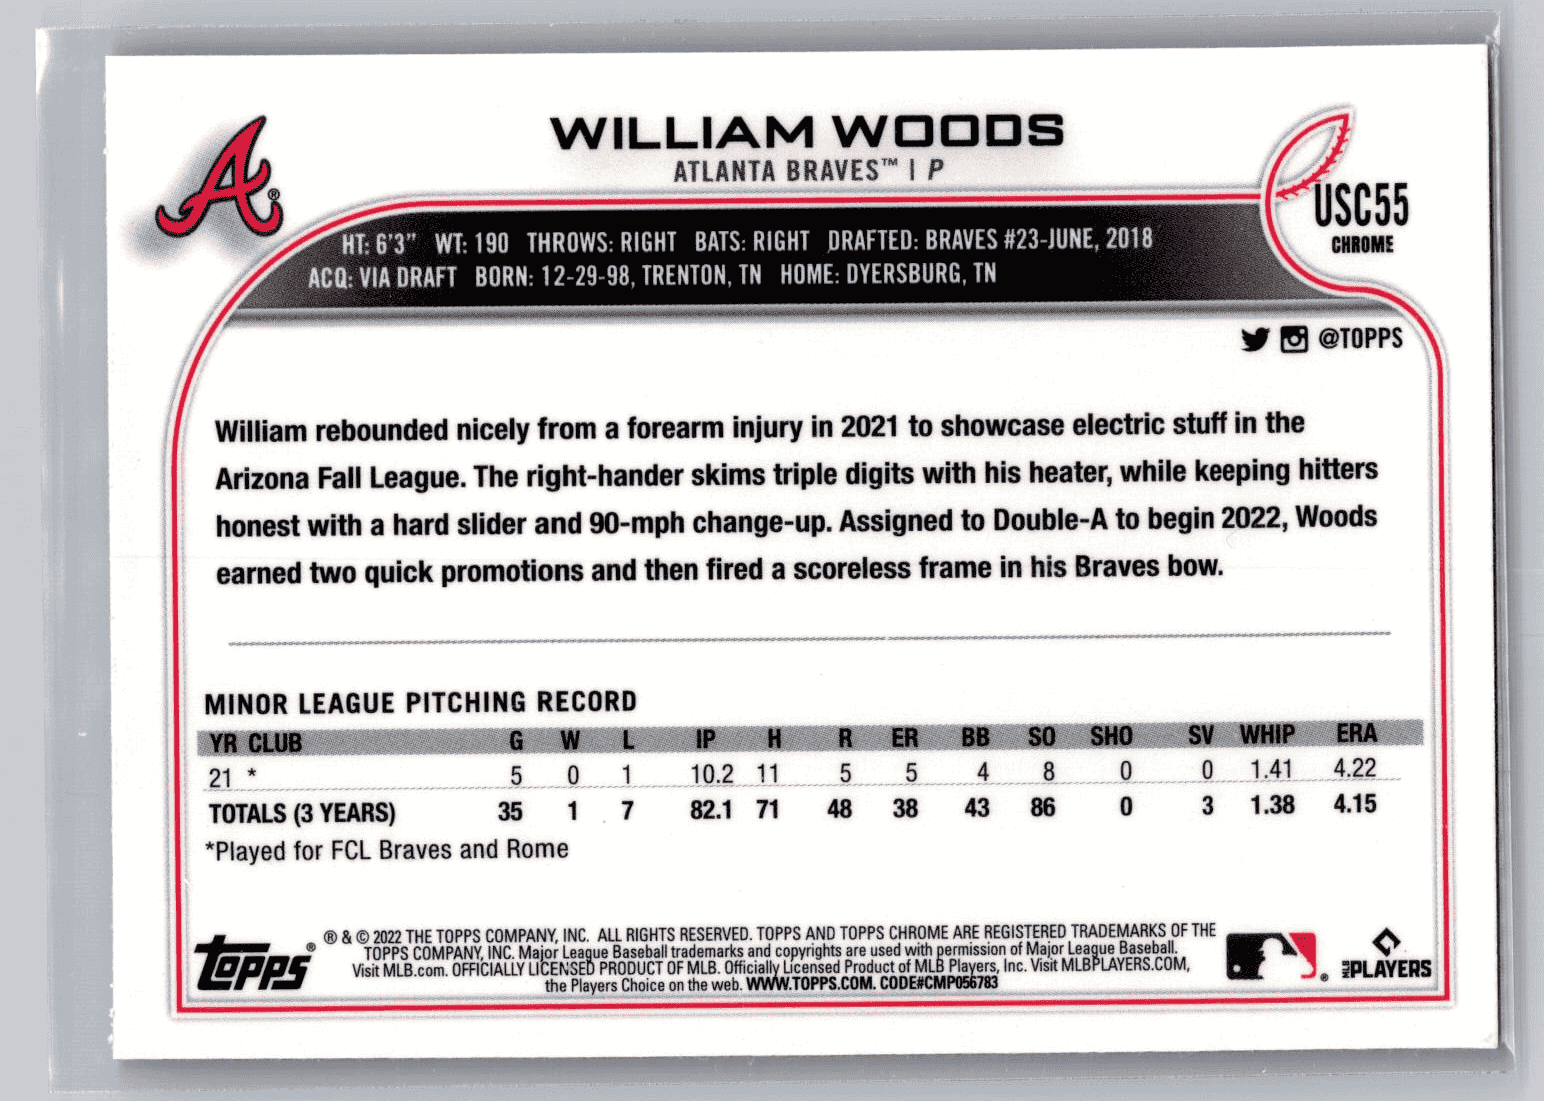 WILLIAM WOODS
ATLANTA BRAVES™ | P
USC55
CHROME
HT: 6'3" WT: 190 THROWS: RIGHT BATS: RIGHT DRAFTED: BRAVES #23-JUNE, 2018
ACQ: VIA DRAFT BORN: 12-29-98, TRENTON, TN HOME: DYERSBURG, TN
@TOPPS
William rebounded nicely from a forearm injury in 2021 to showcase electric stuff in the
Arizona Fall League. The right-hander skims triple digits with his heater, while keeping hitters
honest with a hard slider and 90-mph change-up. Assigned to Double-A to begin 2022, Woods
earned two quick promotions and then fired a scoreless frame in his Braves bow.
MINOR LEAGUE PITCHING RECORD
YR CLUB G W L IP H R ER BB SO SHO SV WHIP ERA
21 * 5 0 1 10.2 11 5 5 4 8 0 0 1.41 4.22
TOTALS (3 YEARS) 35 1 7 82.1 71 48 38 43 86 0 3 1.38 4.15
*Played for FCL Braves and Rome
Topps®
® & © 2022 THE TOPPS COMPANY, INC. ALL RIGHTS RESERVED. TOPPS AND TOPPS CHROME ARE REGISTERED TRADEMARKS OF THE
TOPPS COMPANY, INC. Major League Baseball trademarks and copyrights are used with permission of Major League Baseball.
Visit MLB.com. OFFICIALLY LICENSED PRODUCT OF MLB. Officially Licensed Product of MLB Players, Inc. Visit MLBPLAYERS.COM,
the Players Choice on the web. WWW.TOPPS.COM. CODE#CMP056783
MLB PLAYERS